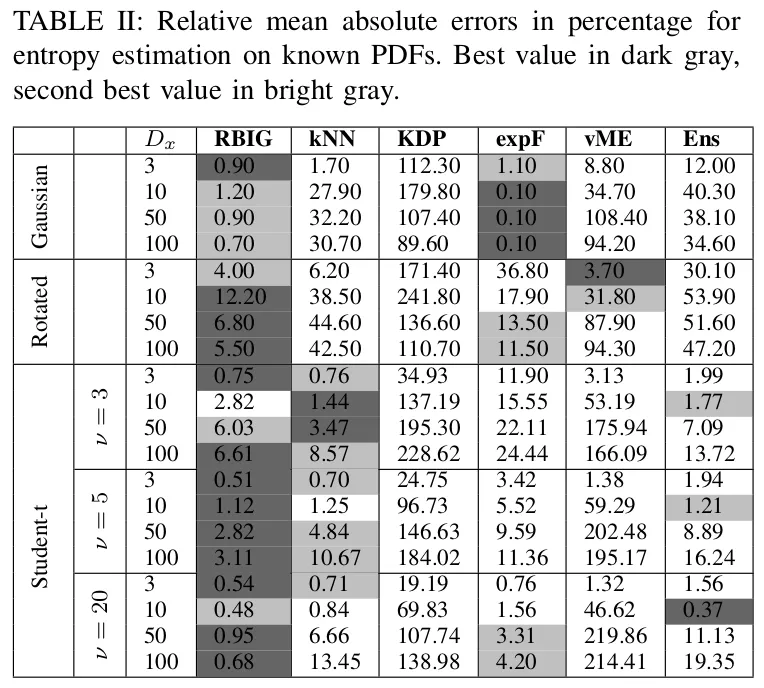 TABLE II: Relative mean absolute errors in percentage for
entropy estimation on known PDFs. Best value in dark gray,
second best value in bright gray.
Dₓ RBIG kNN KDP expF vME Ens
Gaussian
3 0.90 1.70 112.30 1.10 8.80 12.00
10 1.20 27.90 179.80 0.10 34.70 40.30
50 0.90 32.20 107.40 0.10 108.40 38.10
100 0.70 30.70 89.60 0.10 94.20 34.60
Rotated
3 4.00 6.20 171.40 36.80 3.70 30.10
10 12.20 38.50 241.80 17.90 31.80 53.90
50 6.80 44.60 136.60 13.50 87.90 51.60
100 5.50 42.50 110.70 11.50 94.30 47.20
Student-t
ν = 3
3 0.75 0.76 34.93 11.90 3.13 1.99
10 2.82 1.44 137.19 15.55 53.19 1.77
50 6.03 3.47 195.30 22.11 175.94 7.09
100 6.61 8.57 228.62 24.44 166.09 13.72
ν = 5
3 0.51 0.70 24.75 3.42 1.38 1.94
10 1.12 1.25 96.73 5.52 59.29 1.21
50 2.82 4.84 146.63 9.59 202.48 8.89
100 3.11 10.67 184.02 11.36 195.17 16.24
ν = 20
3 0.54 0.71 19.19 0.76 1.32 1.56
10 0.48 0.84 69.83 1.56 46.62 0.37
50 0.95 6.66 107.74 3.31 219.86 11.13
100 0.68 13.45 138.98 4.20 214.41 19.35